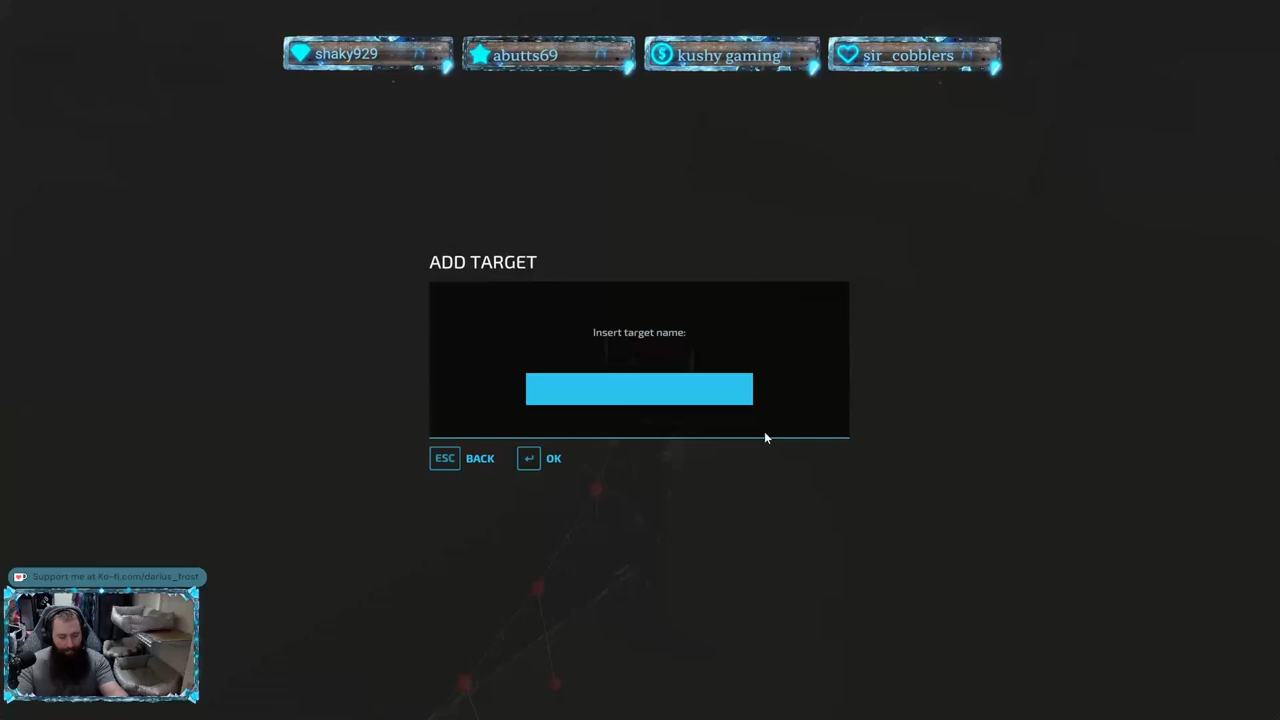 shaky929
abutts69
kushy gaming
sir_cobblers
ADD TARGET
Insert target name:
ESC BACK
OK
Support me at Ko-fi.com/darius_frost